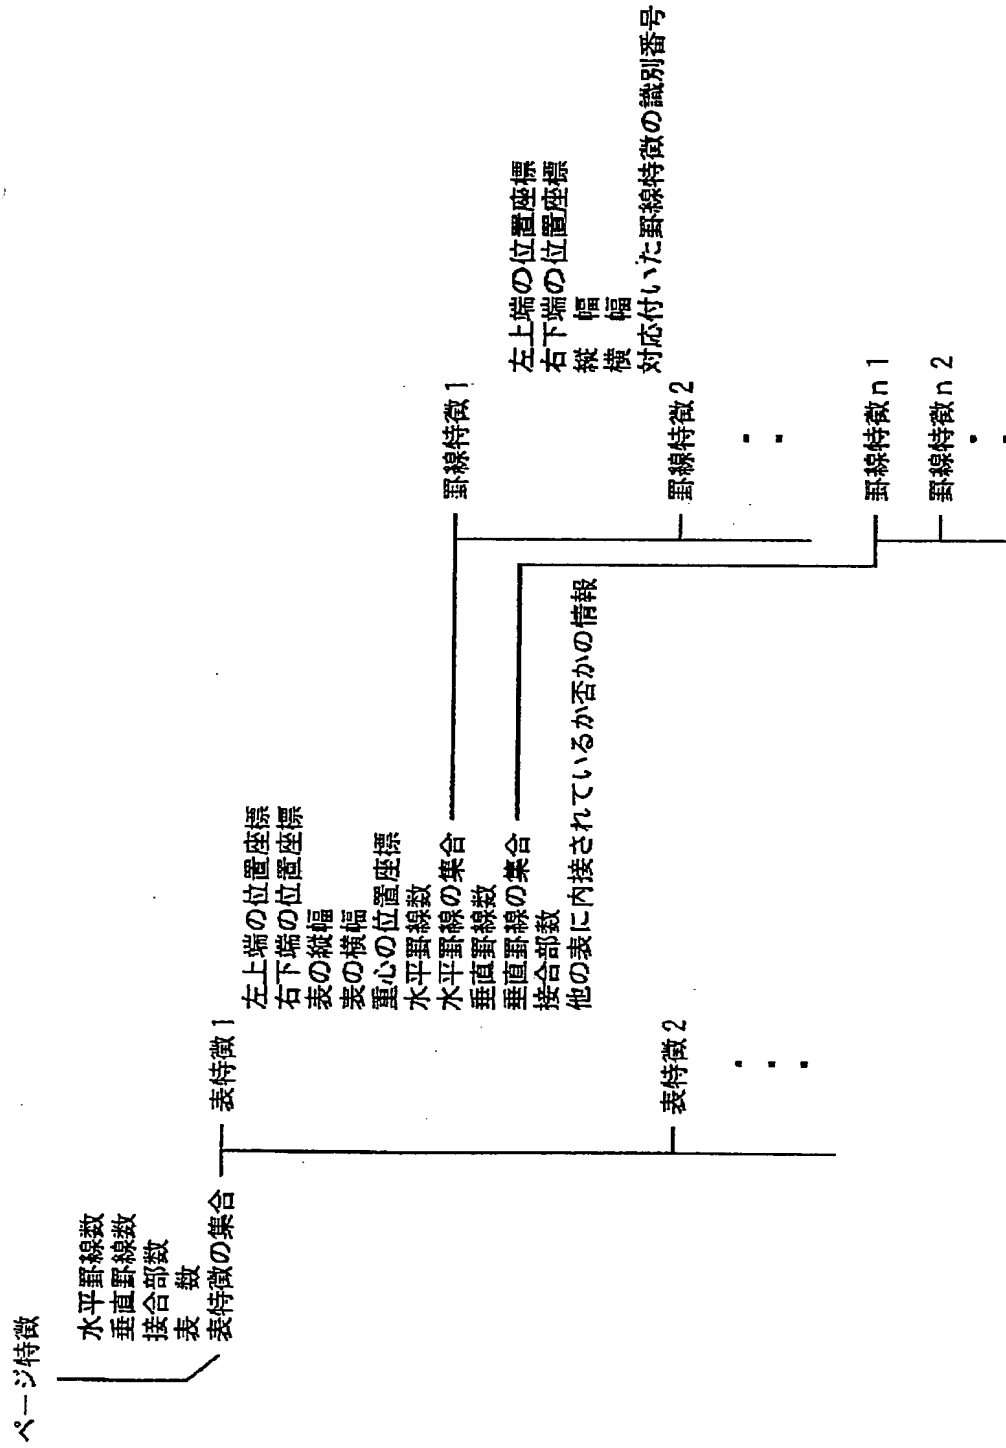 ページ特徴
水平罫線数
垂直罫線数
接合部数
表　数
表特徴の集合
表特徴1
左上端の位置座標
右下端の位置座標
表の縦幅
表の横幅
重心の位置座標
水平罫線数
水平罫線の集合
垂直罫線数
垂直罫線の集合
接合部数
他の表に内接されているか否かの情報
表特徴2
罫線特徴1
左上端の位置座標
右下端の位置座標
縦　幅
横　幅
対応付いた罫線特徴の識別番号
罫線特徴2
罫線特徴n1
罫線特徴n2